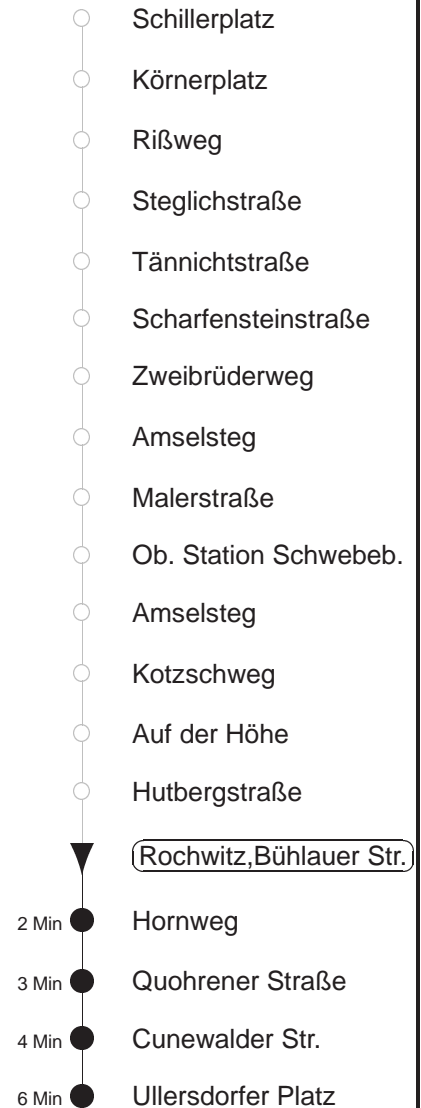 Schillerplatz
Körnerplatz
Rißweg
Steglichstraße
Tännichtstraße
Scharfensteinstraße
Zweibrüderweg
Amselsteg
Malerstraße
Ob. Station Schwebeb.
Amselsteg
Kotzschweg
Auf der Höhe
Hutbergstraße
Rochwitz,Bühlauer Str.
2 Min Hornweg
3 Min Quohrener Straße
4 Min Cunewalder Str.
6 Min Ullersdorfer Platz